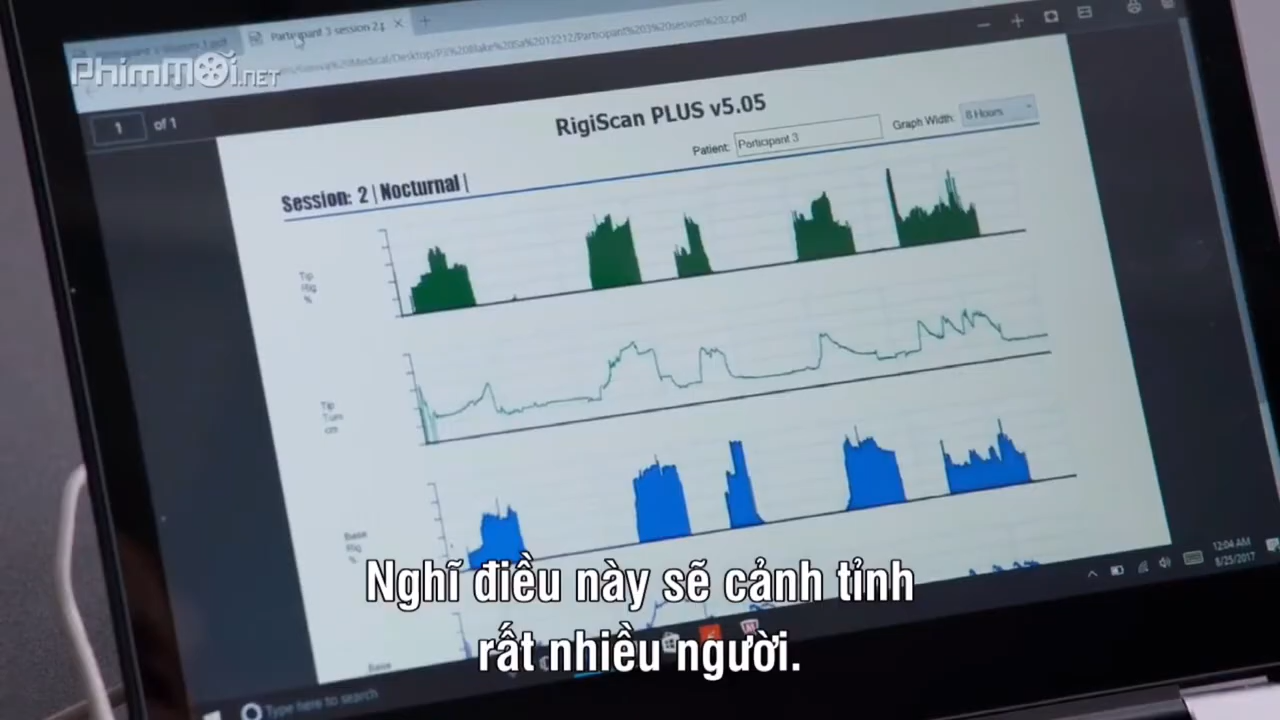 Participant 3 session 2.p
PhimMoi.NET
1 of 1
RigiScan PLUS v5.05
Patient: Participant 3
Graph Width: 8 Hours
Session: 2 | Nocturnal |
Tip
Rig
%
Tip
Tum
cm
Base
Rig
%
Base
Nghĩ điều này sẽ cảnh tỉnh
rất nhiều người.
12:04 AM
8/25/2017
Type here to search